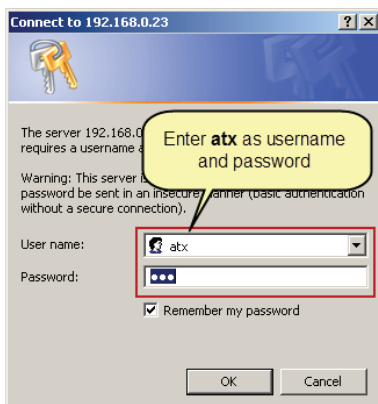 Connect to 192.168.0.23
The server 192.168.0
requires a username
Enter atx as username
and password
Warning: This server
password be sent in an insecure manner (basic authentication
without a secure connection).
User name:
atx
Password:
Remember my password
OK
Cancel